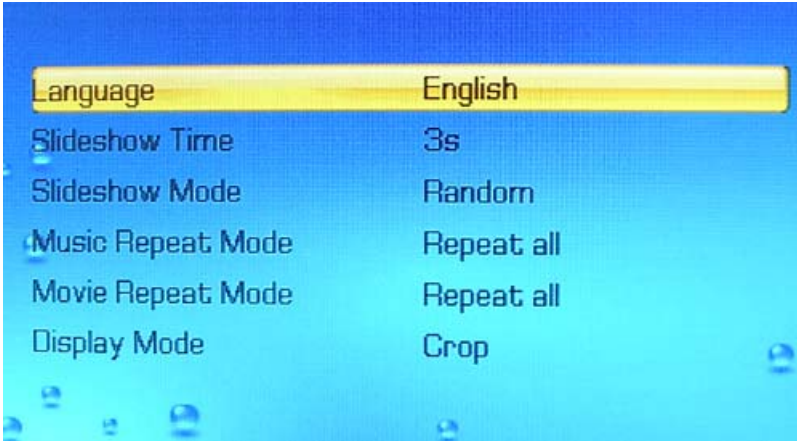 Language English
Slideshow Time 3s
Slideshow Mode Random
Music Repeat Mode Repeat all
Movie Repeat Mode Repeat all
Display Mode Crop